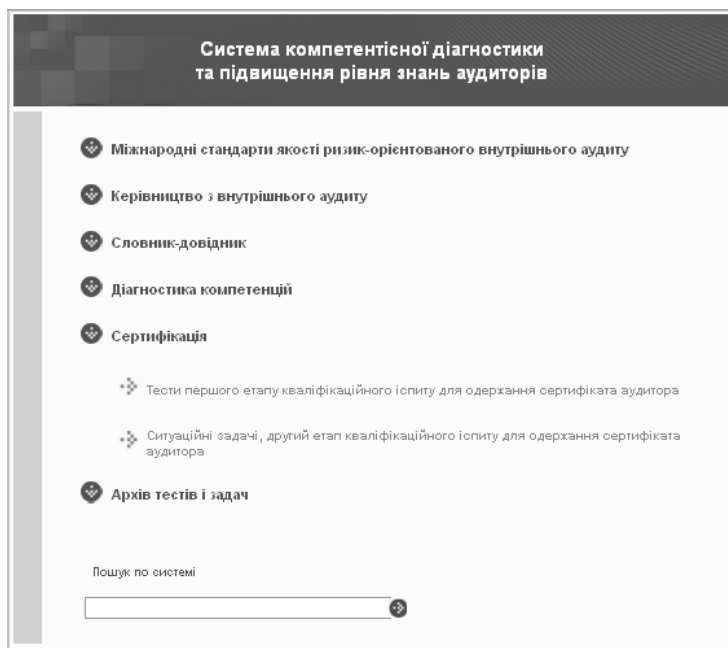 Система компетентісної діагностики
та підвищення рівня знань аудиторів
Міжнародні стандарти якості ризик-орієнтованого внутрішнього аудиту
Керівництво з внутрішнього аудиту
Словник-довідник
Діагностика компетенцій
Сертифікація
Тести першого етапу кваліфікаційного іспиту для одержання сертифіката аудитора
Ситуаційні задачі, другий етап кваліфікаційного іспиту для одержання сертифіката
аудитора
Архів тестів і задач
Пошук по системі